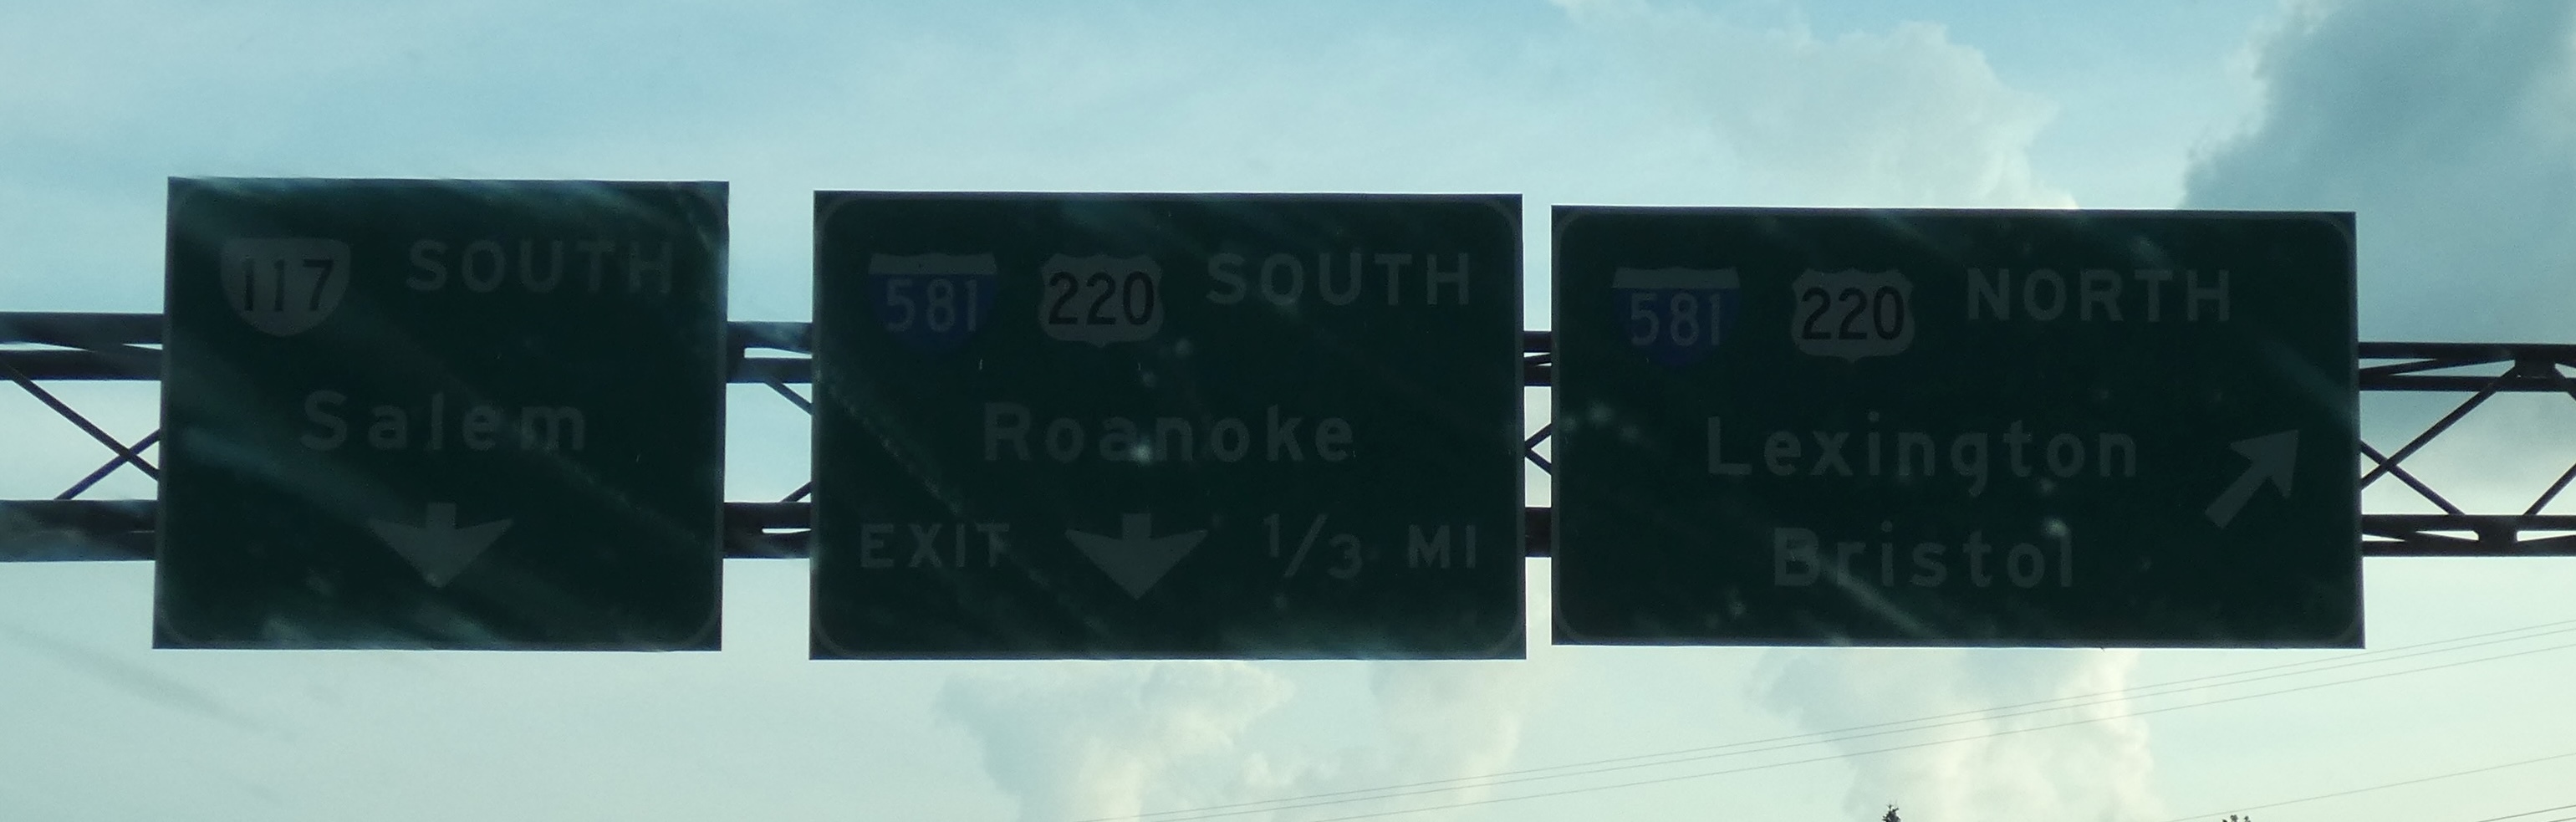 117 SOUTH
Salem
581 220 SOUTH
Roanoke
EXIT 1/3 MI
581 220 NORTH
Lexington
Bristol